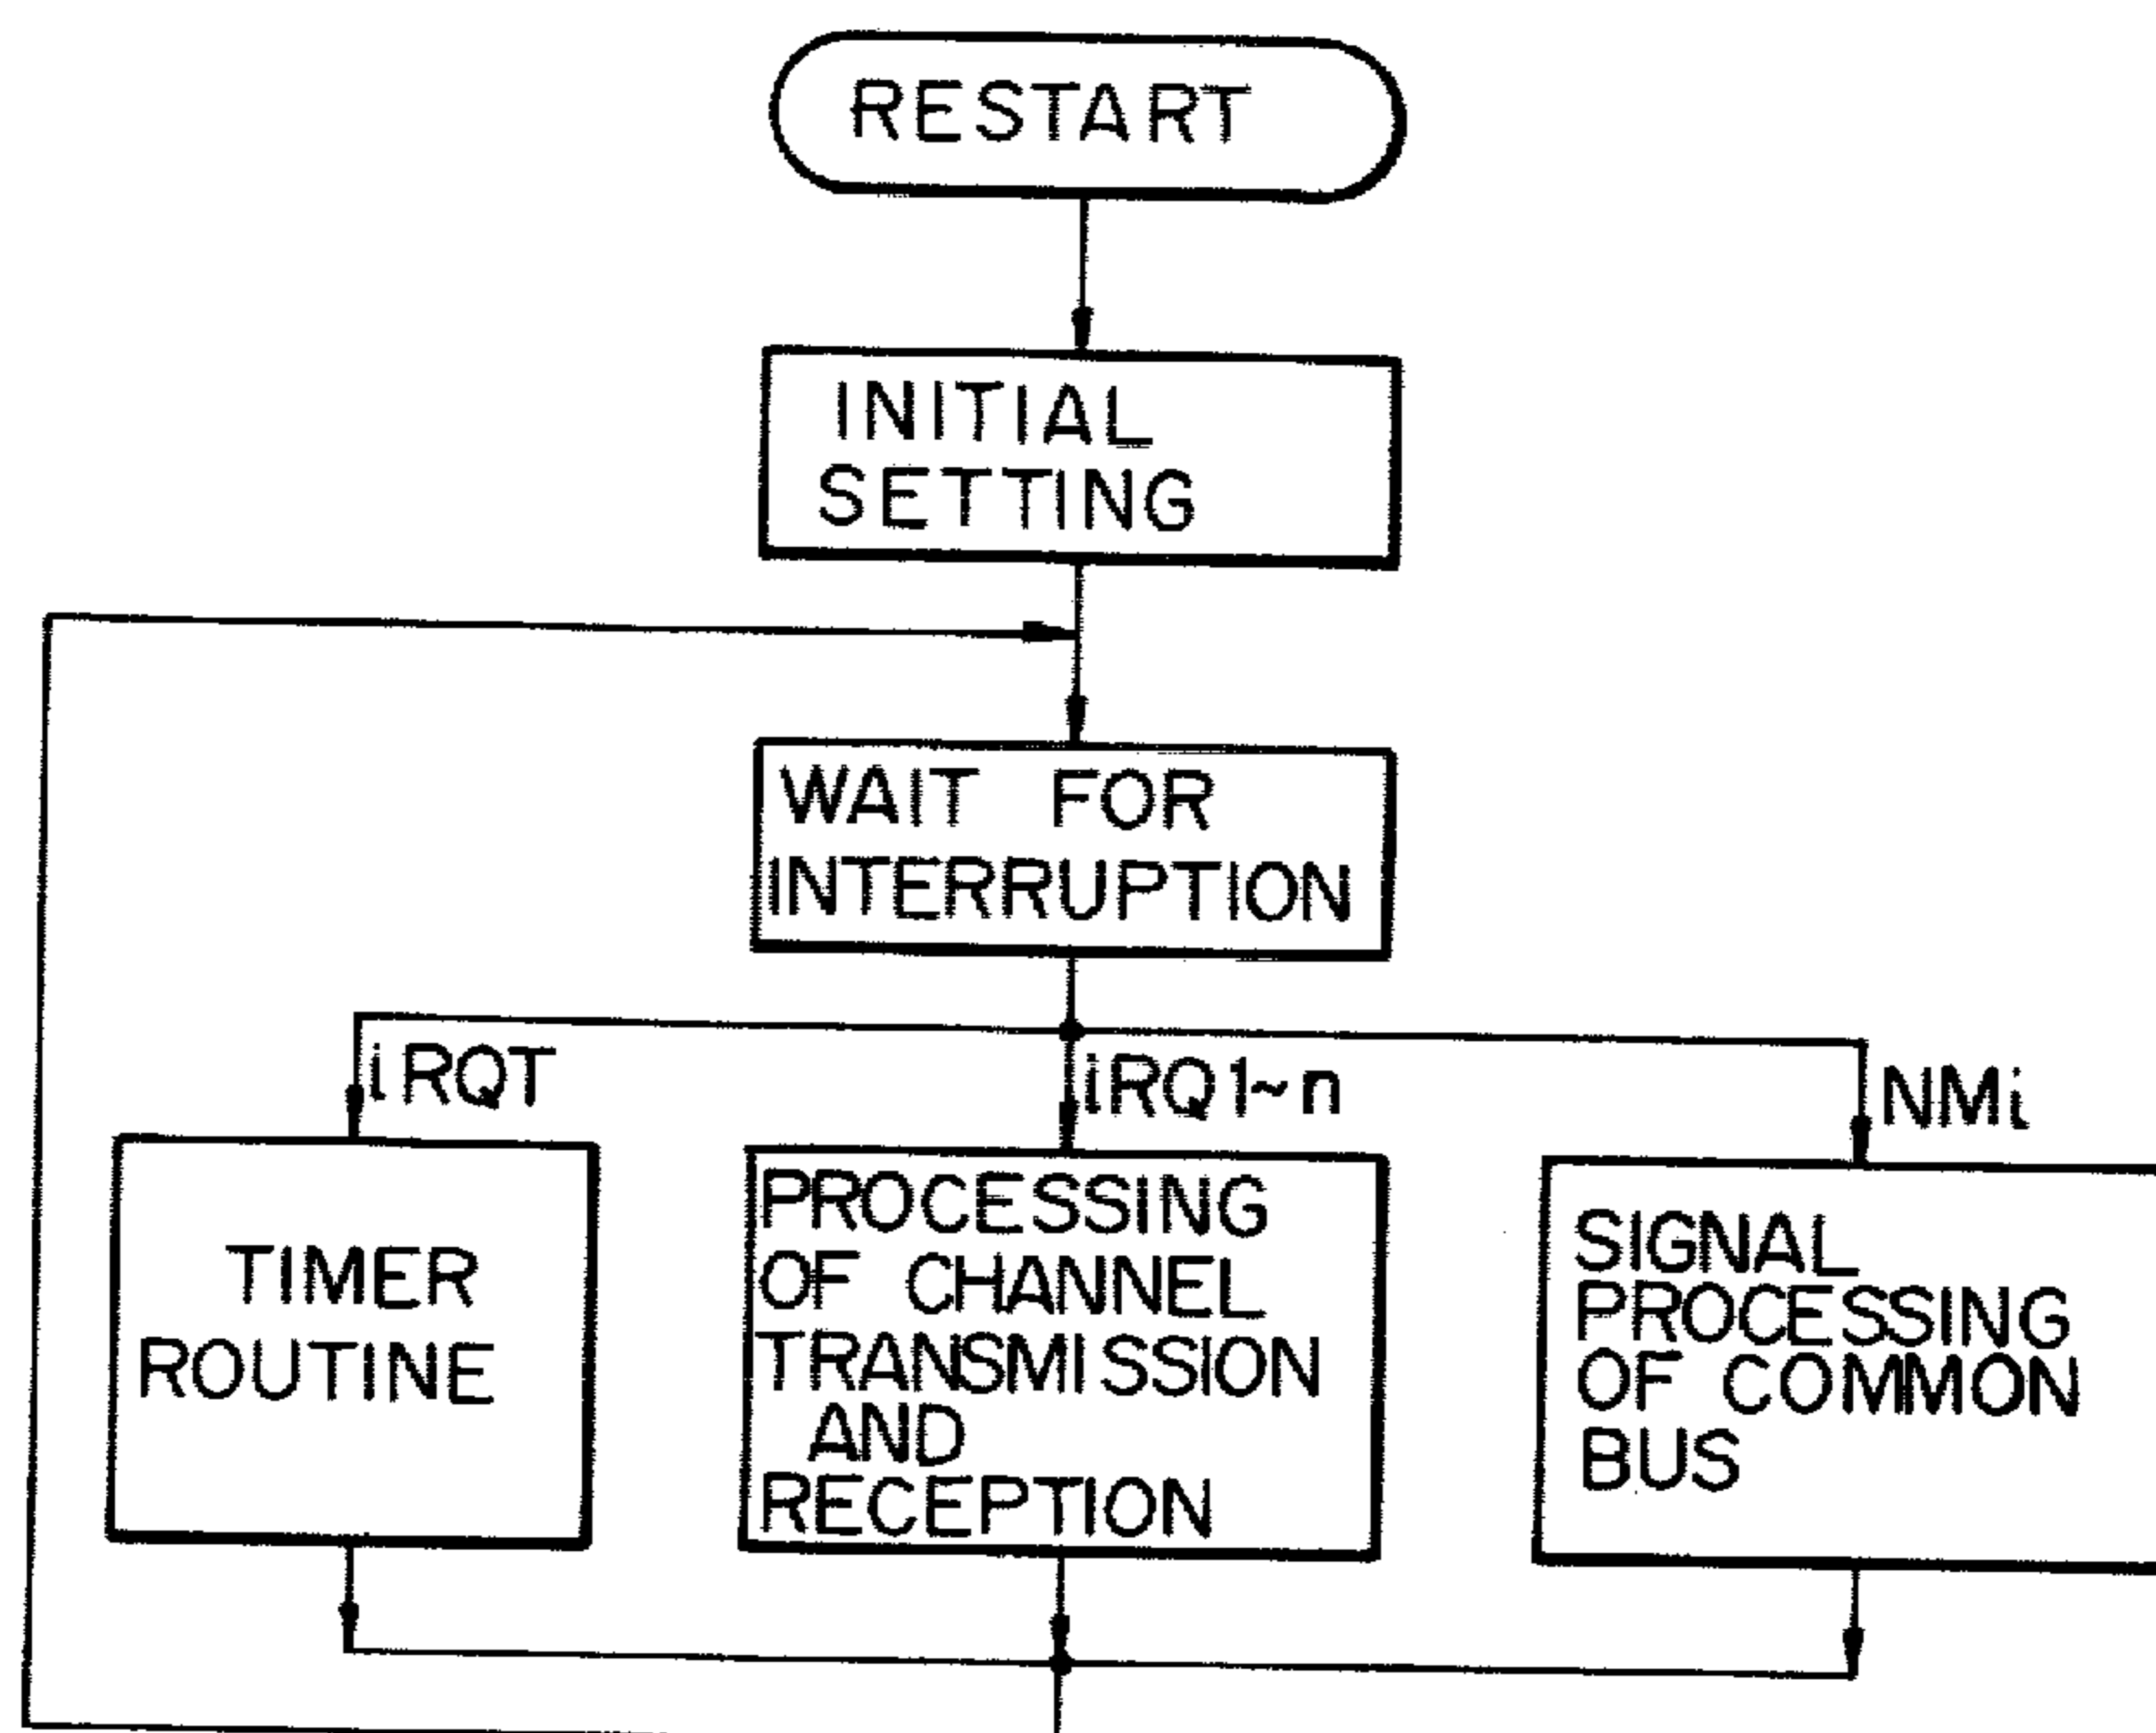 RESTART
INITIAL
SETTING
WAIT FOR
INTERRUPTION
iRQT
iRQ1~n
NMi
TIMER
ROUTINE
PROCESSING
OF CHANNEL
TRANSMISSION
AND
RECEPTION
SIGNAL
PROCESSING
OF COMMON
BUS